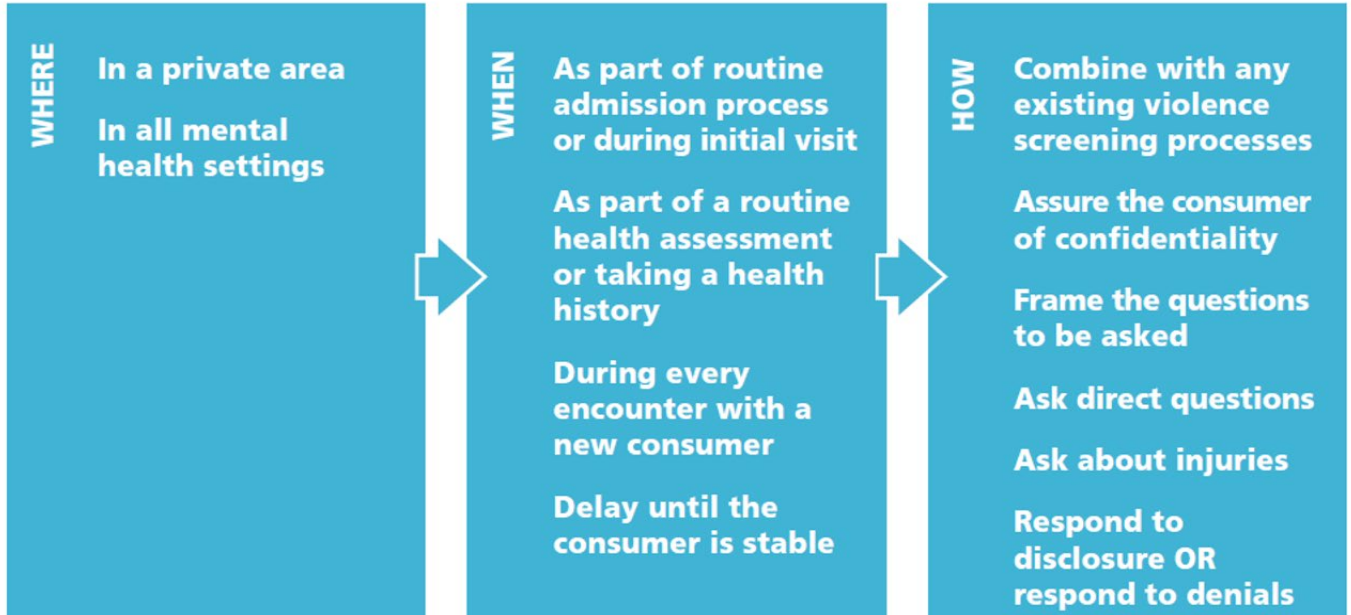 WHERE
In a private area
In all mental
health settings
WHEN
As part of routine
admission process
or during initial visit
As part of a routine
health assessment
or taking a health
history
During every
encounter with a
new consumer
Delay until the
consumer is stable
HOW
Combine with any
existing violence
screening processes
Assure the consumer
of confidentiality
Frame the questions
to be asked
Ask direct questions
Ask about injuries
Respond to
disclosure OR
respond to denials